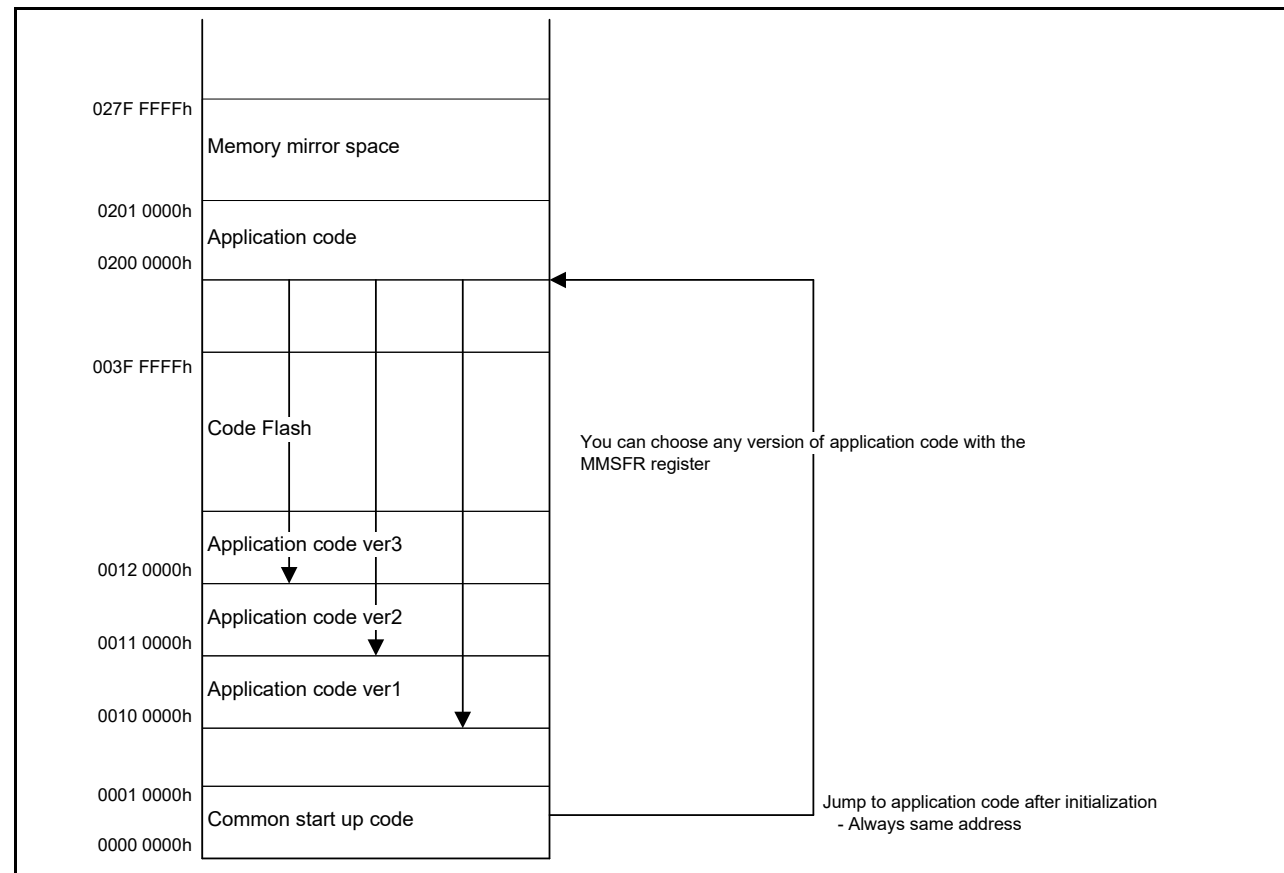 027F FFFFh
Memory mirror space
0201 0000h
Application code
0200 0000h
003F FFFFh
Code Flash
You can choose any version of application code with the
MMSFR register
Application code ver3
0012 0000h
Application code ver2
0011 0000h
Application code ver1
0010 0000h
0001 0000h
Jump to application code after initialization
- Always same address
Common start up code
0000 0000h